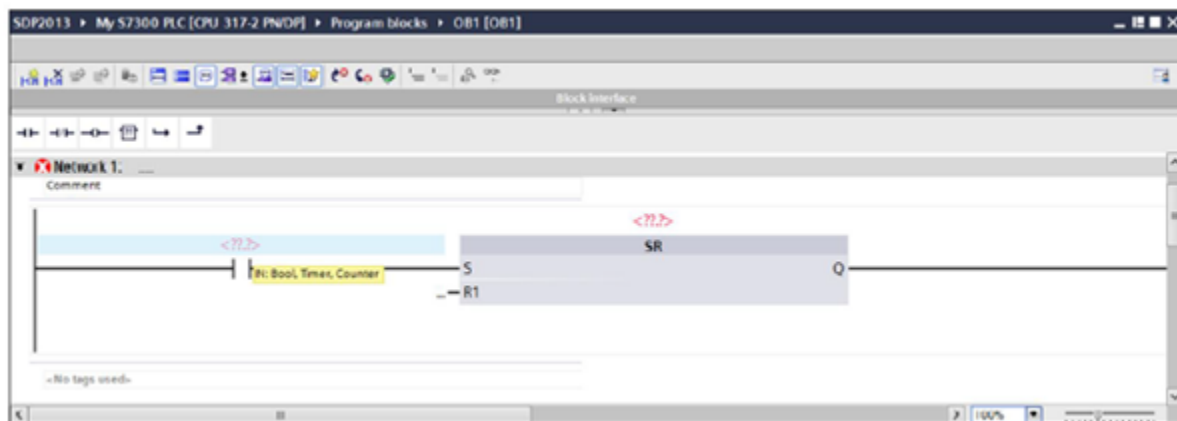 SDP2013 ▸ My S7300 PLC [CPU 317-2 PN/DP] ▸ Program blocks ▸ OB1 [OB1]
Block interface
Network 1: ....
Comment
<??.?>
<??.?>
SR
IN: Bool, Timer, Counter
S
Q
... R1
<No tags used>
100%